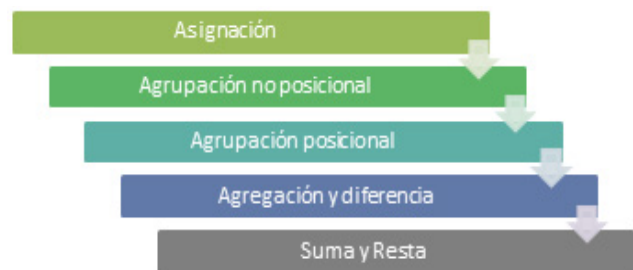 Asignación
Agrupación no posicional
Agrupación posicional
Agregación y diferencia
Suma y Resta